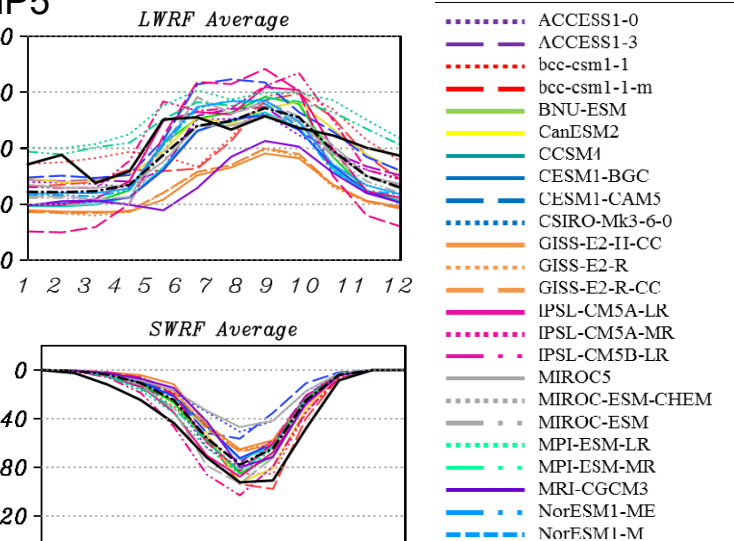 IP5
LWRF Average
0
0
0
0
0
1 2 3 4 5 6 7 8 9 10 11 12
SWRF Average
0
40
80
20
ACCESS1-0
ACCESS1-3
bcc-csm1-1
bcc-csm1-1-m
BNU-ESM
CanESM2
CCSM4
CESM1-BGC
CESM1-CAM5
CSIRO-Mk3-6-0
GISS-E2-H-CC
GISS-E2-R
GISS-E2-R-CC
IPSL-CM5A-LR
IPSL-CM5A-MR
IPSL-CM5B-LR
MIROC5
MIROC-ESM-CHEM
MIROC-ESM
MPI-ESM-LR
MPI-ESM-MR
MRI-CGCM3
NorESM1-ME
NorESM1-M